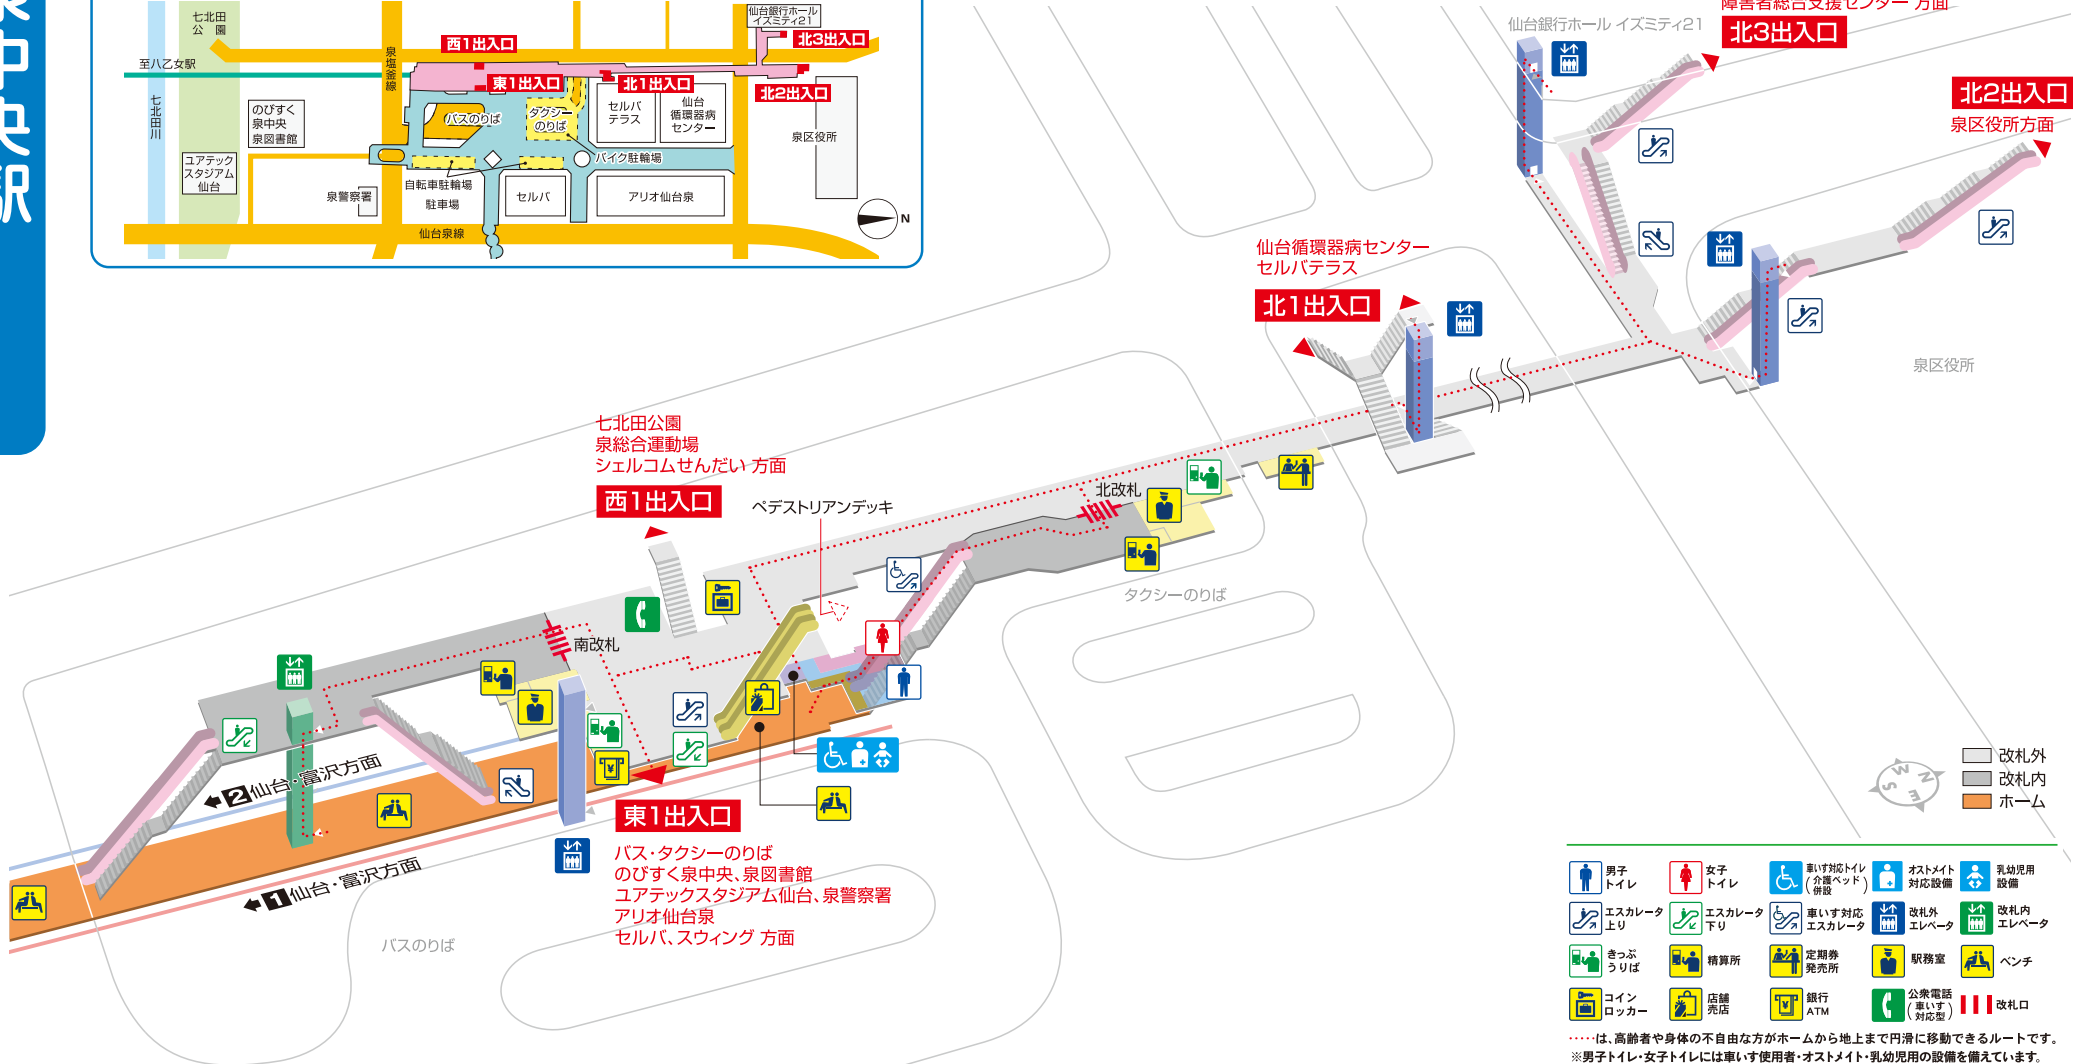 泉中央駅
七北田
公園
至八乙女駅
七北田川
のびすく
泉中央
泉図書館
ユアテック
スタジアム
仙台
泉塩釜線
西1出入口
東1出入口
北1出入口
北2出入口
北3出入口
仙台銀行ホール
イズミティ21
バスのりば
タクシー
のりば
セルバ
テラス
仙台
循環器病
センター
泉区役所
バイク駐輪場
自転車駐輪場
駐車場
泉警察署
セルバ
アリオ仙台泉
仙台泉線
N
障害者総合支援センター 方面
北3出入口
仙台銀行ホール イズミティ21
北2出入口
泉区役所方面
泉区役所
仙台循環器病センター
セルバテラス
北1出入口
七北田公園
泉総合運動場
シェルコムせんだい 方面
西1出入口
ペデストリアンデッキ
北改札
タクシーのりば
南改札
2 仙台・富沢方面
1 仙台・富沢方面
東1出入口
バス・タクシーのりば
のびすく泉中央、泉図書館
ユアテックスタジアム仙台、泉警察署
アリオ仙台泉
セルバ、スウィング 方面
バスのりば
N
W
S
E
改札外
改札内
ホーム
男子
トイレ
女子
トイレ
車いす対応トイレ
(介護ベッド)
併設
オストメイト
対応設備
乳幼児用
設備
エスカレータ
上り
エスカレータ
下り
車いす対応
エスカレータ
改札外
エレベータ
改札内
エレベータ
きっぷ
うりば
精算所
定期券
発売所
駅務室
ベンチ
コイン
ロッカー
店舗
売店
銀行
ATM
公衆電話
(車いす
対応型)
改札口
‥‥‥は、高齢者や身体の不自由な方がホームから地上まで円滑に移動できるルートです。
※男子トイレ・女子トイレには車いす使用者・オストメイト・乳幼児用の設備を備えています。